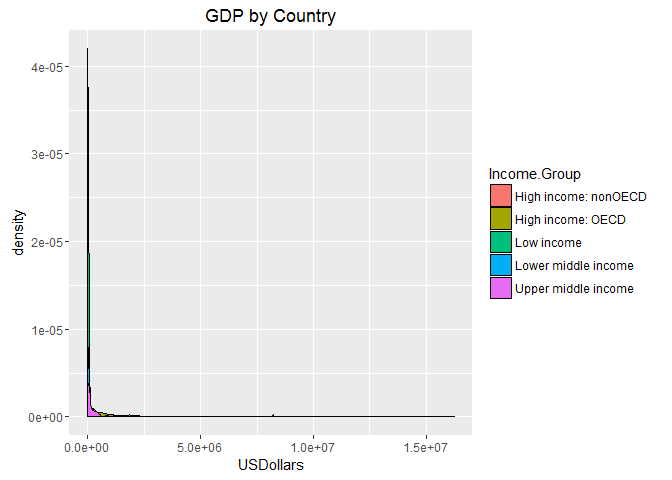 GDP by Country
4e-05
3e-05
2e-05
1e-05
0e+00
density
0.0e+00 5.0e+06 1.0e+07 1.5e+07
USDollars
Income.Group
High income: nonOECD
High income: OECD
Low income
Lower middle income
Upper middle income